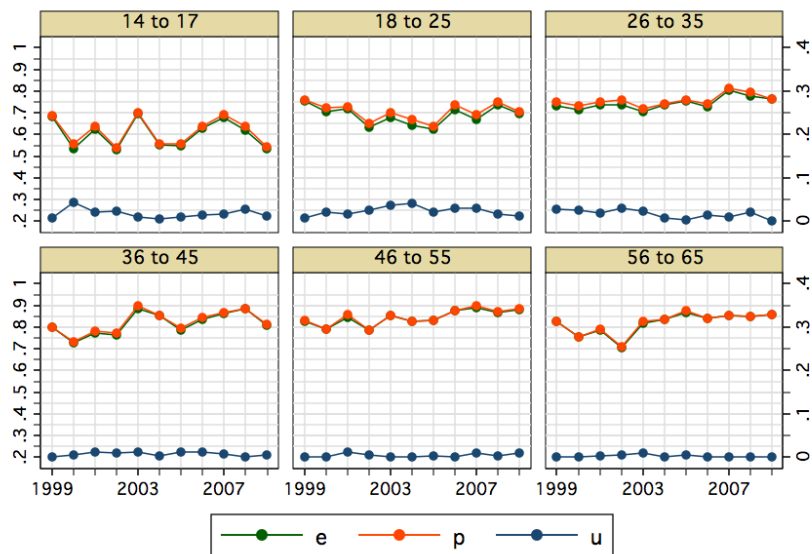 14 to 17
18 to 25
26 to 35
.2 .3 .4 .5 .6 .7 .8 .9 1
0 .1 .2 .3 .4
36 to 45
46 to 55
56 to 65
.2 .3 .4 .5 .6 .7 .8 .9 1
0 .1 .2 .3 .4
1999 2003 2007
1999 2003 2007
1999 2003 2007
e p u